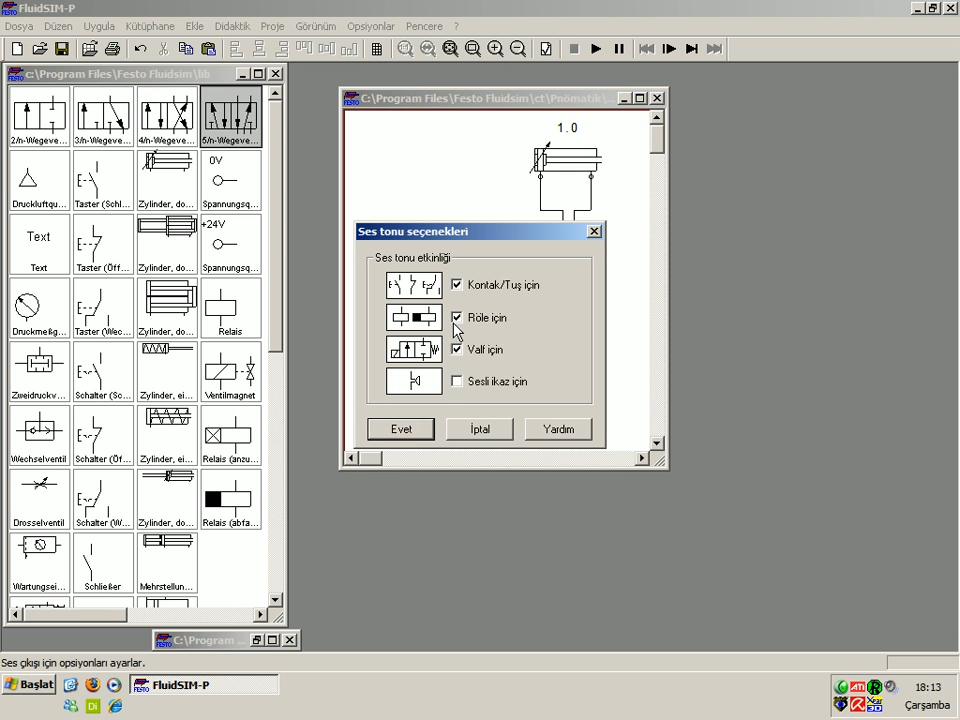 FluidSIM-P
Dosya Düzen Uygula Kütüphane Ekle Didaktik Proje Görünüm Opsiyonlar Pencere ?
c:\Program Files\Festo Fluidsim\lib
2/n-Wegeve... 3/n-Wegeve... 4/n-Wegeve... 5/n-Wegeve...
0V
Druckluftqu... Taster (Schl... Zylinder, do... Spannungsq...
Text +24V
Text Taster (Öff... Zylinder, do... Spannungsq...
Druckmeßg... Taster (Wec... Zylinder, do... Relais
Zweidruckw... Schalter (Sc... Zylinder, ei... Ventilmagnet
Wechselventil Schalter (Öf... Zylinder, ei... Relais (anzu...
Drosselventil Schalter (W... Zylinder, do... Relais (abfa...
Wartungsei... Schließer Mehrstellun...
C:\Program Files\Festo Fluidsim\ct\Pnömatik\...
1.0
Ses tonu seçenekleri
Ses tonu etkinliği
Kontak/Tuş için
Röle için
Valf için
Sesli ikaz için
Evet İptal Yardım
C:\Program ...
Ses çıkışı için opsiyonları ayarlar.
Başlat FluidSIM-P
Di
18:13
Çarşamba